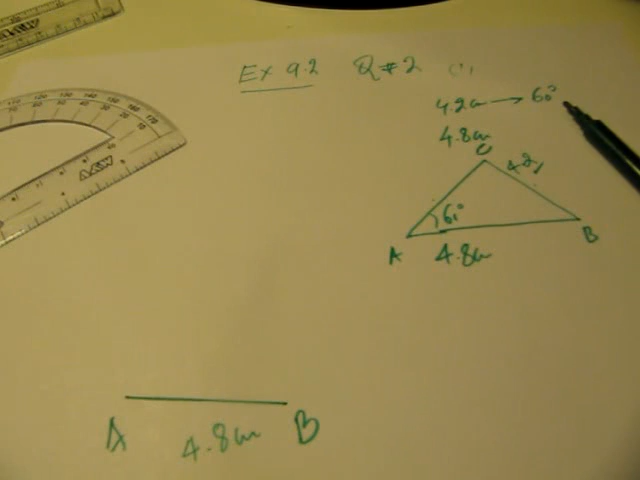 Ex 9.2 Q#2 (i)
4.2cm → 60°
4.8cm
C
4.2
60°
A 4.8cm B
A 4.8cm B